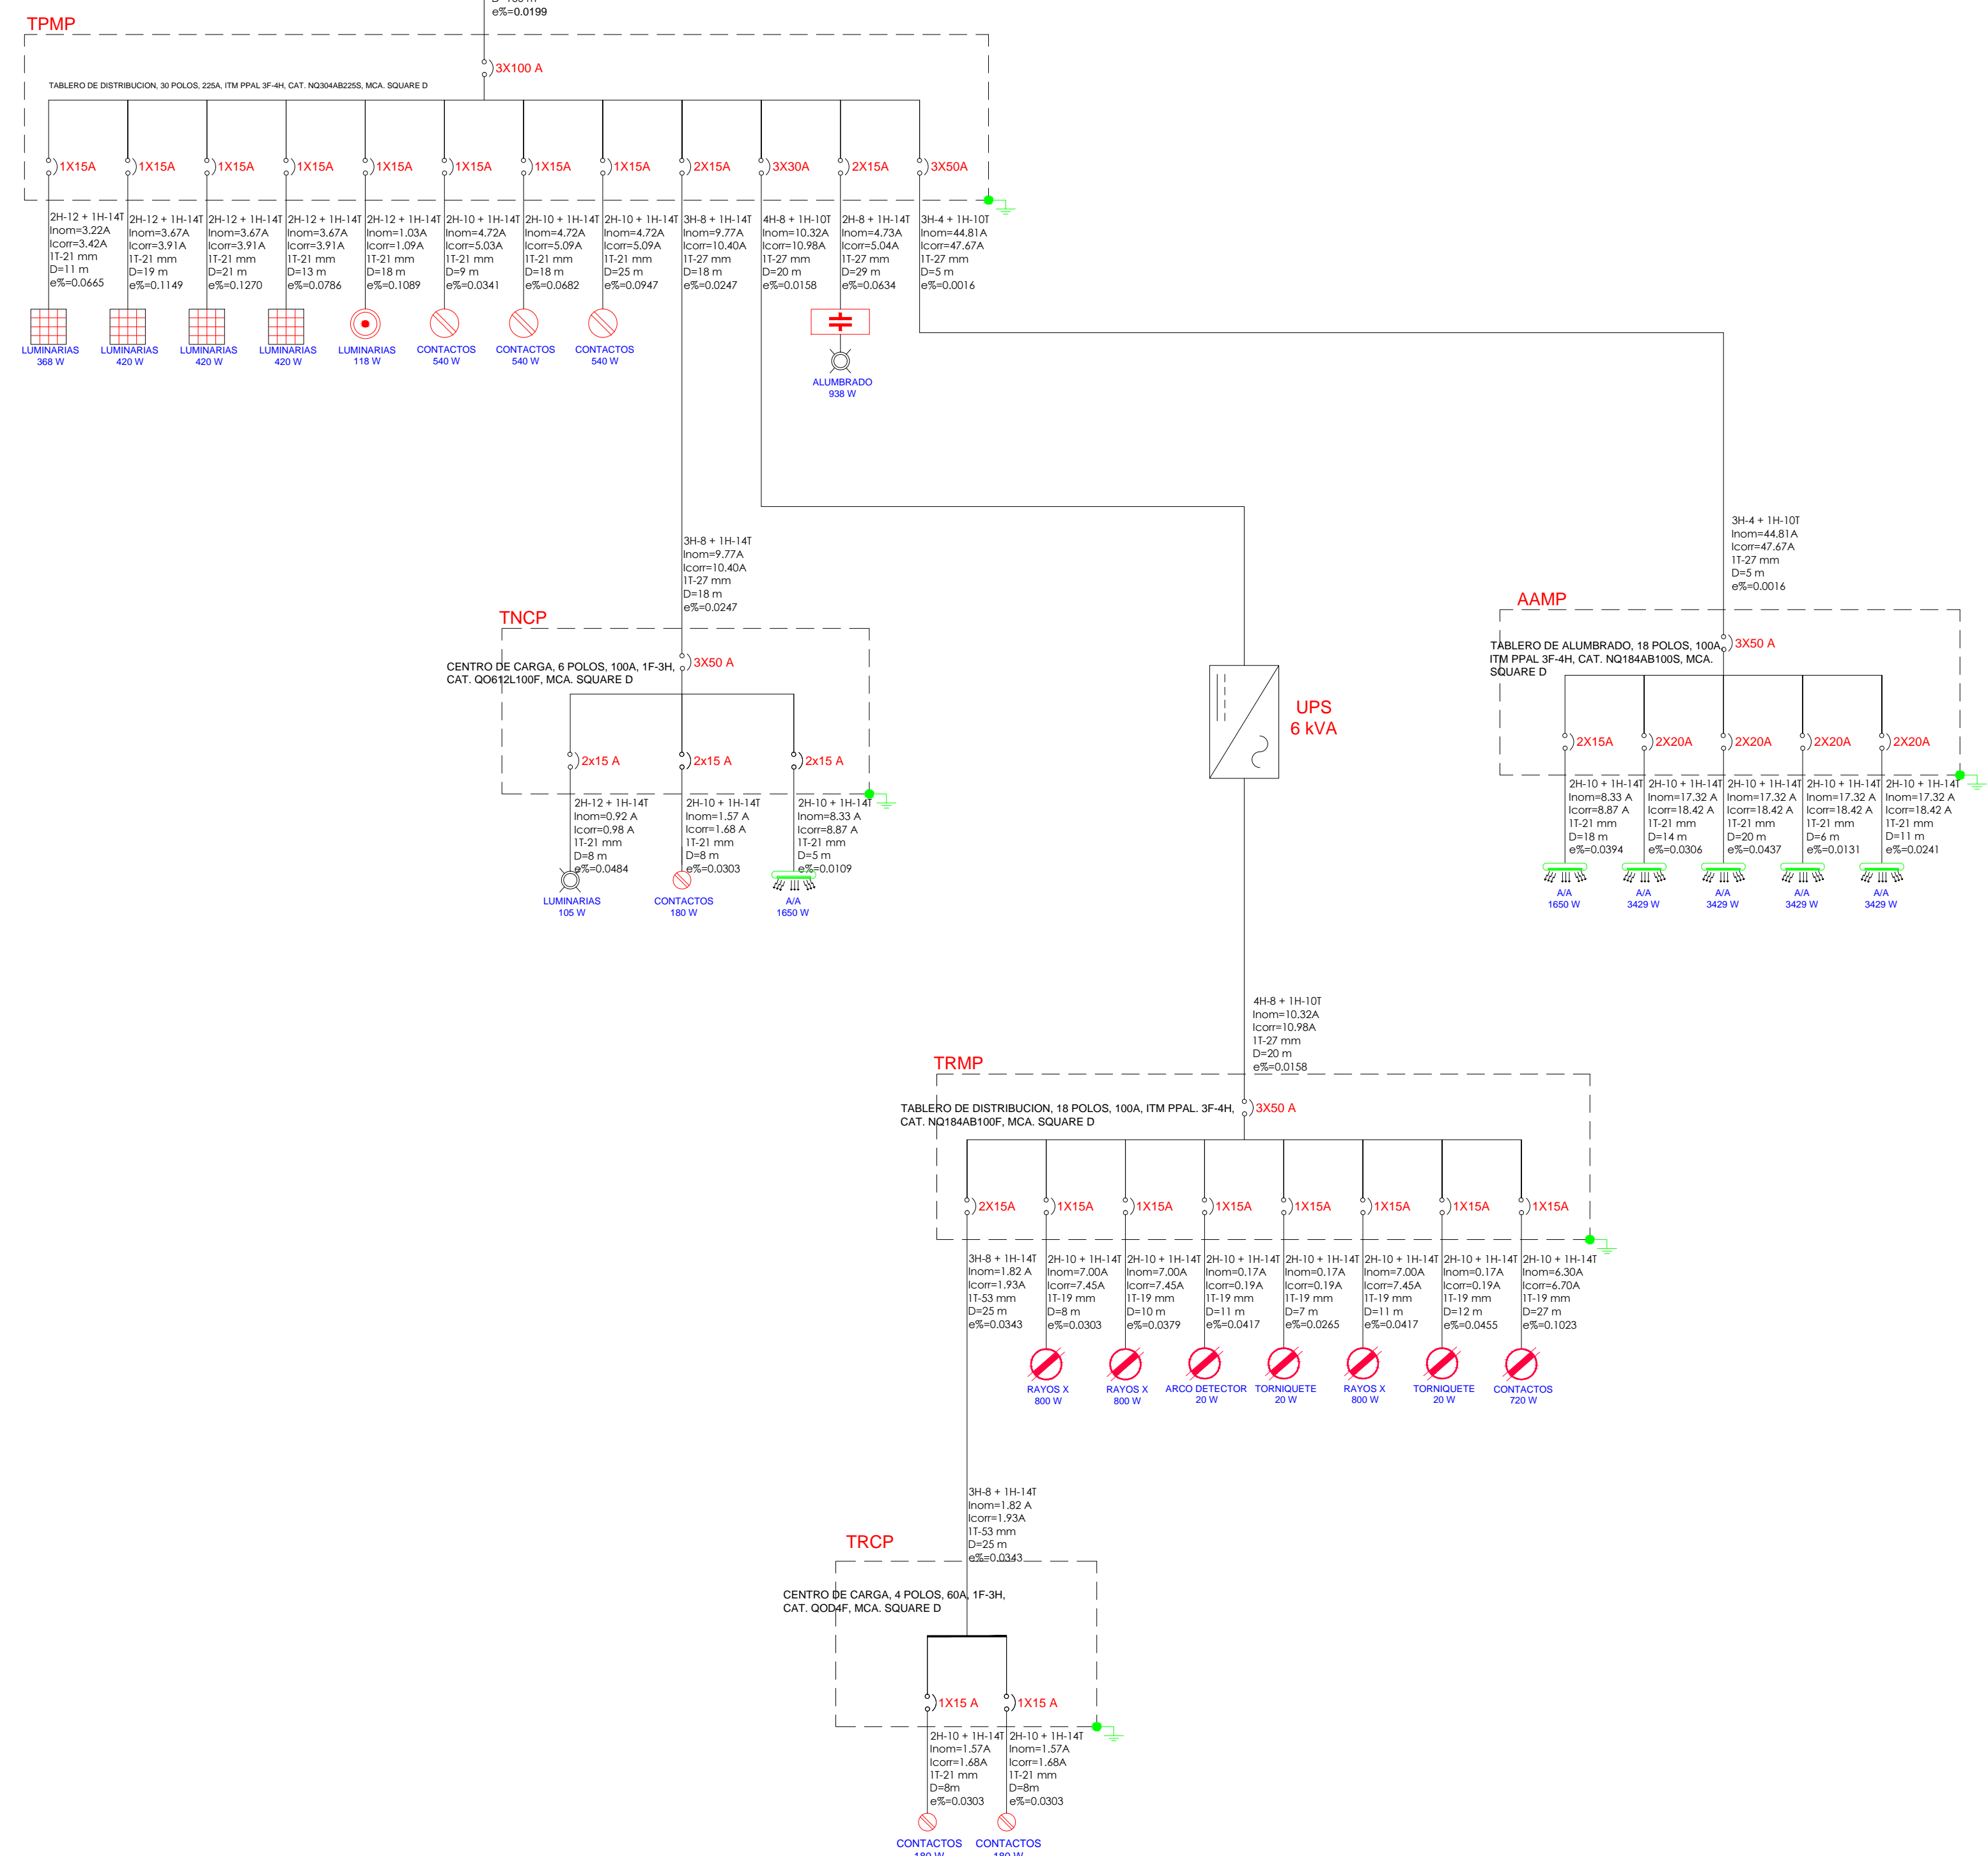 e%=0.0199
TPMP
3X100 A
TABLERO DE DISTRIBUCION, 30 POLOS, 225A, ITM PPAL 3F-4H, CAT. NQ304AB225S, MCA. SQUARE D
1X15A
1X15A
1X15A
1X15A
1X15A
1X15A
1X15A
1X15A
2X15A
3X30A
2X15A
3X50A
2H-12 + 1H-14T
Inom=3.22A
Icorr=3.42A
1T-21 mm
D=11 m
e%=0.0665
LUMINARIAS
368 W
2H-12 + 1H-14T
Inom=3.67A
Icorr=3.91A
1T-21 mm
D=19 m
e%=0.1149
LUMINARIAS
420 W
2H-12 + 1H-14T
Inom=3.67A
Icorr=3.91A
1T-21 mm
D=21 m
e%=0.1270
LUMINARIAS
420 W
2H-12 + 1H-14T
Inom=3.67A
Icorr=3.91A
1T-21 mm
D=13 m
e%=0.0786
LUMINARIAS
420 W
2H-12 + 1H-14T
Inom=1.03A
Icorr=1.09A
1T-21 mm
D=18 m
e%=0.1089
LUMINARIAS
118 W
2H-10 + 1H-14T
Inom=4.72A
Icorr=5.03A
1T-21 mm
D=9 m
e%=0.0341
CONTACTOS
540 W
2H-10 + 1H-14T
Inom=4.72A
Icorr=5.09A
1T-21 mm
D=18 m
e%=0.0682
CONTACTOS
540 W
2H-10 + 1H-14T
Inom=4.72A
Icorr=5.09A
1T-21 mm
D=25 m
e%=0.0947
CONTACTOS
540 W
3H-8 + 1H-14T
Inom=9.77A
Icorr=10.40A
1T-27 mm
D=18 m
e%=0.0247
4H-8 + 1H-10T
Inom=10.32A
Icorr=10.98A
1T-27 mm
D=20 m
e%=0.0158
2H-8 + 1H-14T
Inom=4.73A
Icorr=5.04A
1T-27 mm
D=29 m
e%=0.0634
ALUMBRADO
938 W
3H-4 + 1H-10T
Inom=44.81A
Icorr=47.67A
1T-27 mm
D=5 m
e%=0.0016
3H-8 + 1H-14T
Inom=9.77A
Icorr=10.40A
1T-27 mm
D=18 m
e%=0.0247
TNCP
3X50 A
CENTRO DE CARGA, 6 POLOS, 100A, 1F-3H,
CAT. QO612L100F, MCA. SQUARE D
2x15 A
2x15 A
2x15 A
2H-12 + 1H-14T
Inom=0.92 A
Icorr=0.98 A
1T-21 mm
D=8 m
e%=0.0484
LUMINARIAS
105 W
2H-10 + 1H-14T
Inom=1.57 A
Icorr=1.68 A
1T-21 mm
D=8 m
e%=0.0303
CONTACTOS
180 W
2H-10 + 1H-14T
Inom=8.33 A
Icorr=8.87 A
1T-21 mm
D=5 m
e%=0.0109
A/A
1650 W
UPS
6 kVA
3H-4 + 1H-10T
Inom=44.81A
Icorr=47.67A
1T-27 mm
D=5 m
e%=0.0016
AAMP
3X50 A
TABLERO DE ALUMBRADO, 18 POLOS, 100A,
ITM PPAL 3F-4H, CAT. NQ184AB100S, MCA.
SQUARE D
2X15A
2X20A
2X20A
2X20A
2X20A
2H-10 + 1H-14T
Inom=8.33 A
Icorr=8.87 A
1T-21 mm
D=18 m
e%=0.0394
A/A
1650 W
2H-10 + 1H-14T
Inom=17.32 A
Icorr=18.42 A
1T-21 mm
D=14 m
e%=0.0306
A/A
3429 W
2H-10 + 1H-14T
Inom=17.32 A
Icorr=18.42 A
1T-21 mm
D=20 m
e%=0.0437
A/A
3429 W
2H-10 + 1H-14T
Inom=17.32 A
Icorr=18.42 A
1T-21 mm
D=6 m
e%=0.0131
A/A
3429 W
2H-10 + 1H-14T
Inom=17.32 A
Icorr=18.42 A
1T-21 mm
D=11 m
e%=0.0241
A/A
3429 W
4H-8 + 1H-10T
Inom=10.32A
Icorr=10.98A
1T-27 mm
D=20 m
e%=0.0158
TRMP
3X50 A
TABLERO DE DISTRIBUCION, 18 POLOS, 100A, ITM PPAL. 3F-4H,
CAT. NQ184AB100F, MCA. SQUARE D
2X15A
1X15A
1X15A
1X15A
1X15A
1X15A
1X15A
1X15A
3H-8 + 1H-14T
Inom=1.82 A
Icorr=1.93A
1T-53 mm
D=25 m
e%=0.0343
2H-10 + 1H-14T
Inom=7.00A
Icorr=7.45A
1T-19 mm
D=8 m
e%=0.0303
RAYOS X
800 W
2H-10 + 1H-14T
Inom=7.00A
Icorr=7.45A
1T-19 mm
D=10 m
e%=0.0379
RAYOS X
800 W
2H-10 + 1H-14T
Inom=0.17A
Icorr=0.19A
1T-19 mm
D=11 m
e%=0.0417
ARCO DETECTOR
20 W
2H-10 + 1H-14T
Inom=0.17A
Icorr=0.19A
1T-19 mm
D=7 m
e%=0.0265
TORNIQUETE
20 W
2H-10 + 1H-14T
Inom=7.00A
Icorr=7.45A
1T-19 mm
D=11 m
e%=0.0417
RAYOS X
800 W
2H-10 + 1H-14T
Inom=0.17A
Icorr=0.19A
1T-19 mm
D=12 m
e%=0.0455
TORNIQUETE
20 W
2H-10 + 1H-14T
Inom=6.30A
Icorr=6.70A
1T-19 mm
D=27 m
e%=0.1023
CONTACTOS
720 W
3H-8 + 1H-14T
Inom=1.82 A
Icorr=1.93A
1T-53 mm
D=25 m
e%=0.0343
TRCP
CENTRO DE CARGA, 4 POLOS, 60A, 1F-3H,
CAT. QOD4F, MCA. SQUARE D
1X15 A
1X15 A
2H-10 + 1H-14T
Inom=1.57A
Icorr=1.68A
1T-21 mm
D=8m
e%=0.0303
CONTACTOS
180 W
2H-10 + 1H-14T
Inom=1.57A
Icorr=1.68A
1T-21 mm
D=8m
e%=0.0303
CONTACTOS
180 W